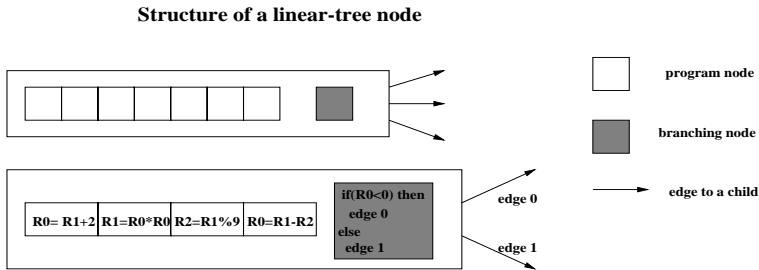 Structure of a linear-tree node
program node
branching node
edge to a child
R0= R1+2 R1=R0*R0 R2=R1%9 R0=R1-R2
if(R0<0) then
edge 0
else
edge 1
edge 0
edge 1